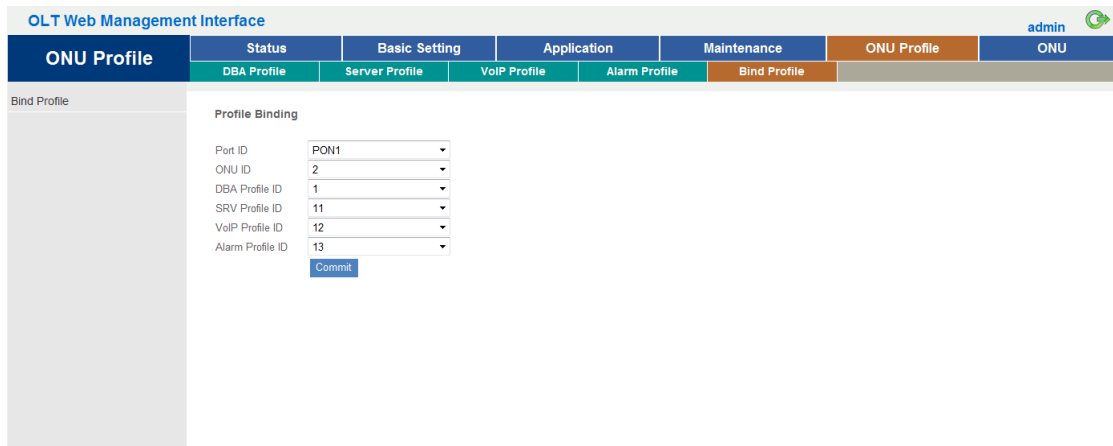 OLT Web Management Interface
admin
ONU Profile
Status Basic Setting Application Maintenance ONU Profile ONU
DBA Profile Server Profile VoIP Profile Alarm Profile Bind Profile
Bind Profile
Profile Binding
Port ID PON1
ONU ID 2
DBA Profile ID 1
SRV Profile ID 11
VoIP Profile ID 12
Alarm Profile ID 13
Commit